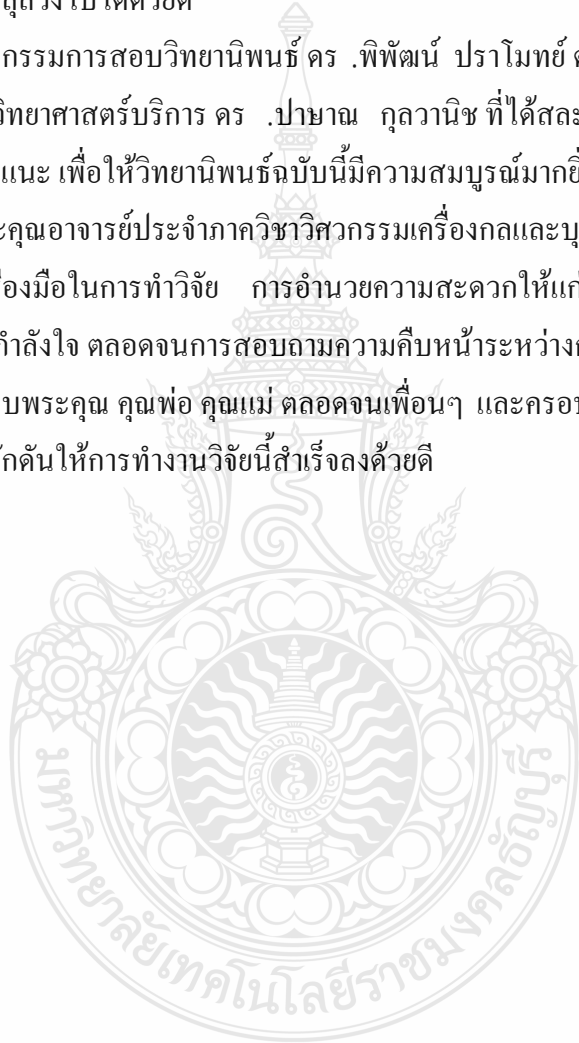 ลุล่วงไปได้ด้วยดี
กรรมการสอบวิทยานิพนธ์ ดร .พิพัฒน์ ปราโมทย์
วิทยาศาสตร์บริการ ดร .ปาษาณ กุลวานิช ที่ได้สละ
แนะ เพื่อให้วิทยานิพนธ์ฉบับนี้มีความสมบูรณ์มากยิ่
ะคุณอาจารย์ประจำภาควิชาวิศวกรรมเครื่องกลและบุ
องมือในการทำวิจัย การอำนวยความสะดวกให้แก่
กำลังใจ ตลอดจนการสอบถามความคืบหน้าระหว่าง
บพระคุณ คุณพ่อ คุณแม่ ตลอดจนเพื่อนๆ และครอบ
ักดันให้การทำงานวิจัยนี้สำเร็จลงด้วยดี
มหาวิทยาลัยเทคโนโลยีราชมงคลธัญบุรี